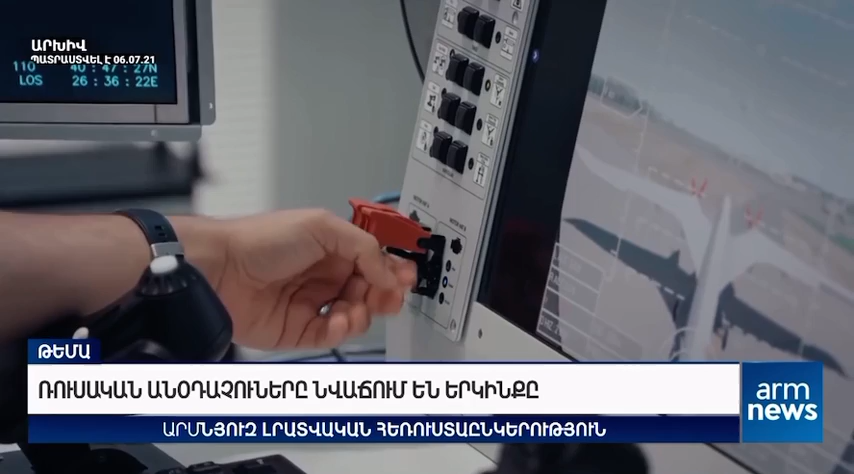 ԱՐԽԻՎ
ՊԱՏՐԱՍՏՎԵԼ Է 06.07.21
110 40 : 47 : 27N
LOS 26 : 36 : 22E
ԹԵՄԱ
ՌՈՒՍԱԿԱՆ ԱՆՕԴԱՉՈՒՆԵՐԸ ՆՎԱՃՈՒՄ ԵՆ ԵՐԿԻՆՔԸ
ԱՐՄՆՅՈՒԶ ԼՐԱՏՎԱԿԱՆ ՀԵՌՈՒՍՏԱԸՆԿԵՐՈՒԹՅՈՒՆ
arm
news